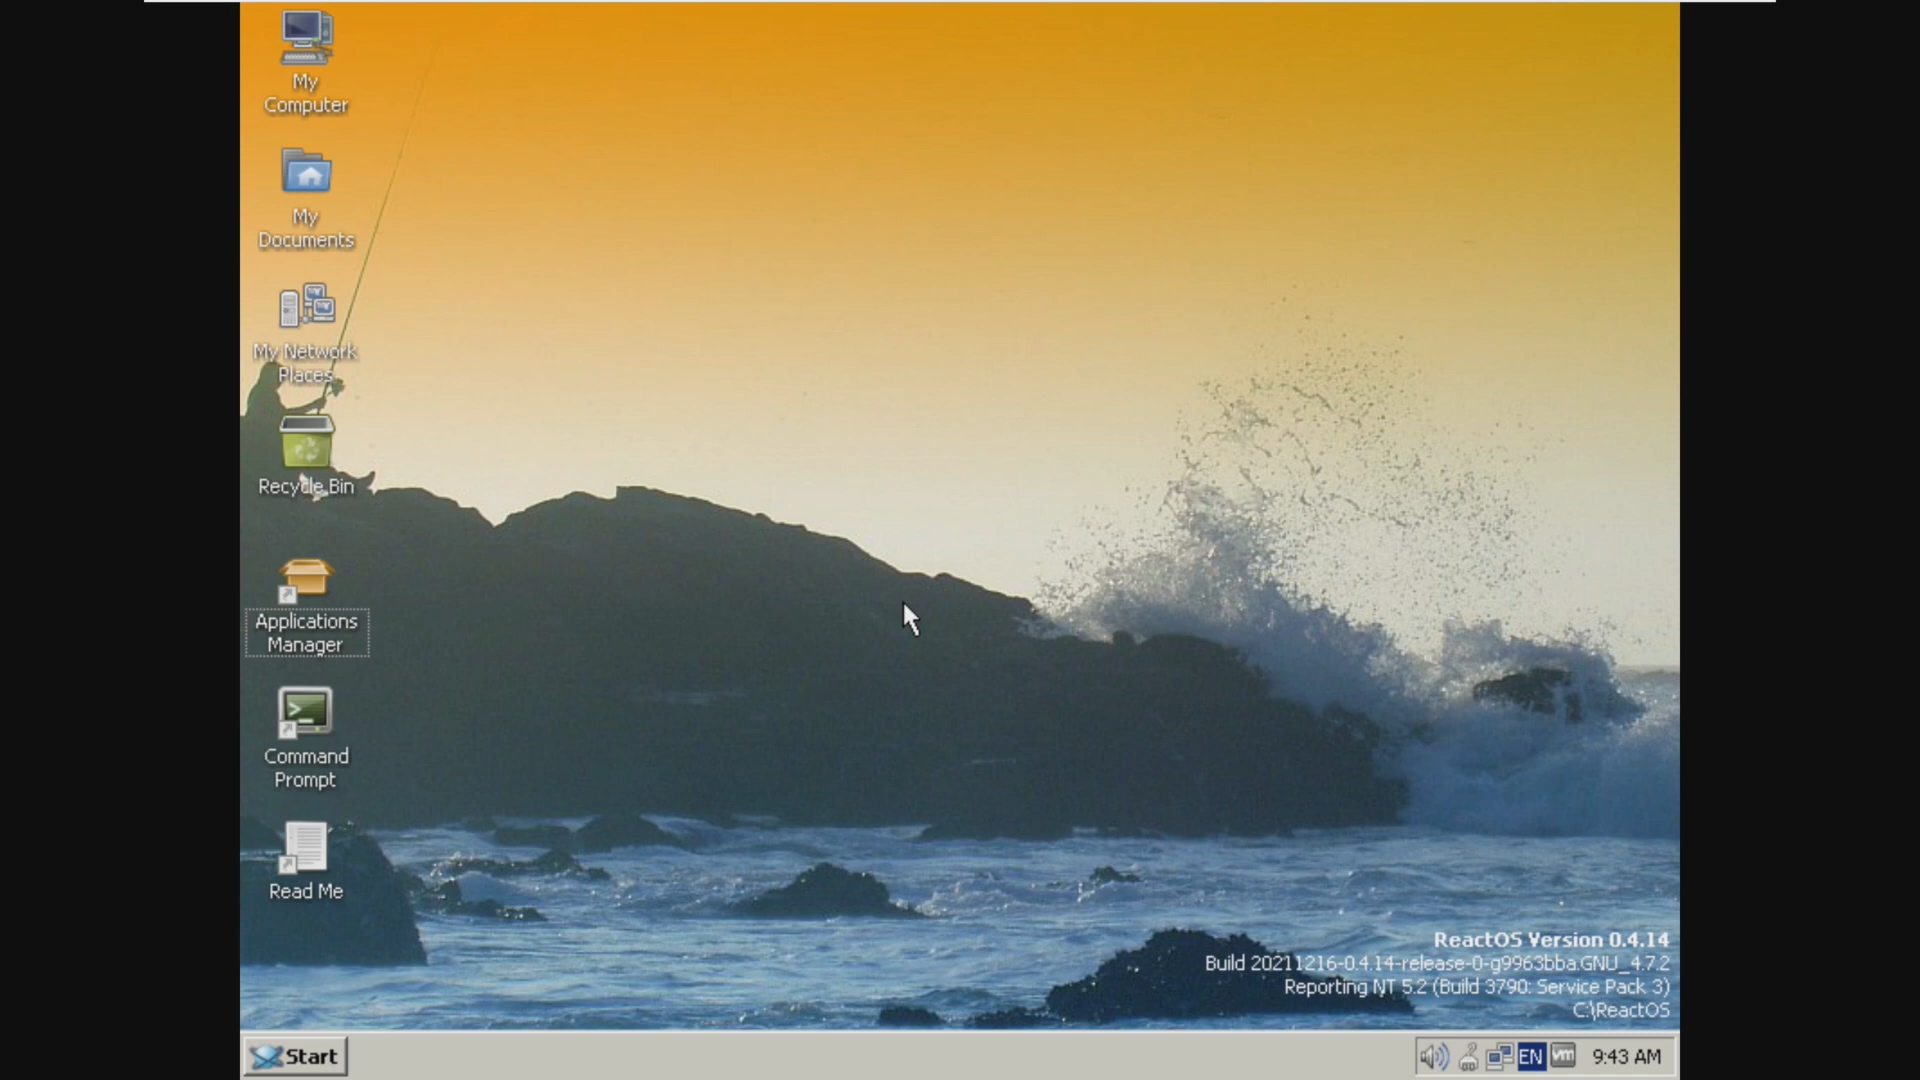 My
Computer
My
Documents
My Network
Places
Recycle Bin
Applications
Manager
Command
Prompt
Read Me
ReactOS Version 0.4.14
Build 20211216-0.4.14-release-0-g9963bba.GNU_4.7.2
Reporting NT 5.2 (Build 3790: Service Pack 3)
C:\ReactOS
Start
EN
vm
9:43 AM